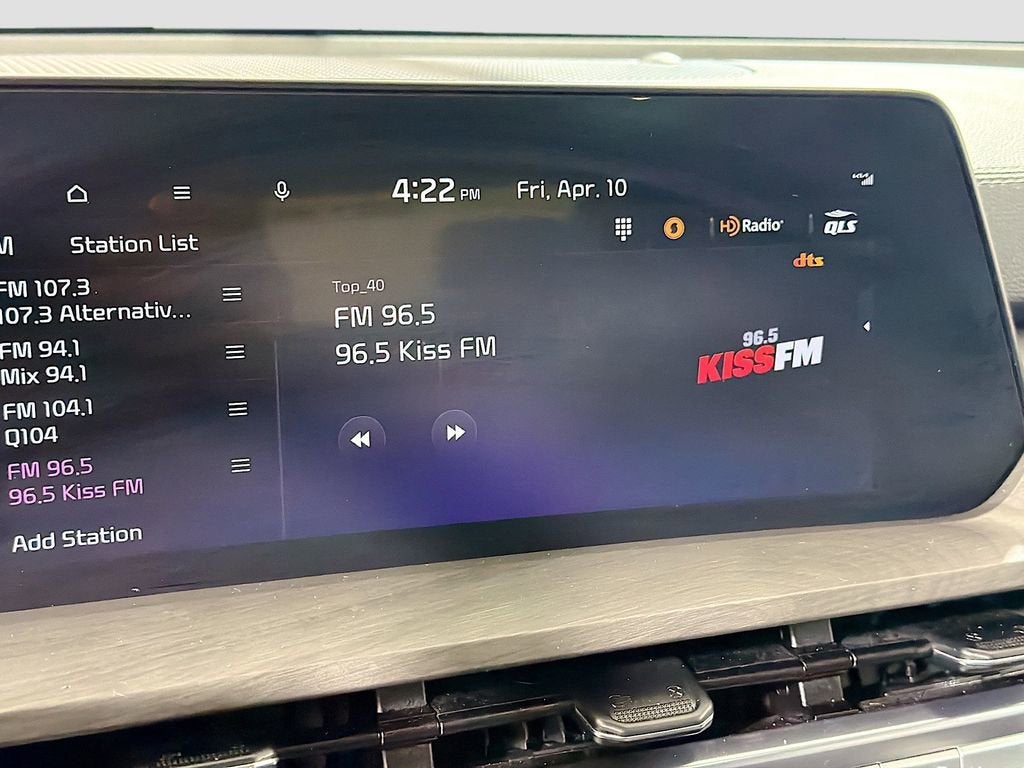 4:22 PM Fri, Apr. 10
KIA
HD Radio
QLS
M Station List
dts
FM 107.3
107.3 Alternativ...
FM 94.1
Mix 94.1
FM 104.1
Q104
FM 96.5
96.5 Kiss FM
Add Station
Top_40
FM 96.5
96.5 Kiss FM
96.5
KISSFM